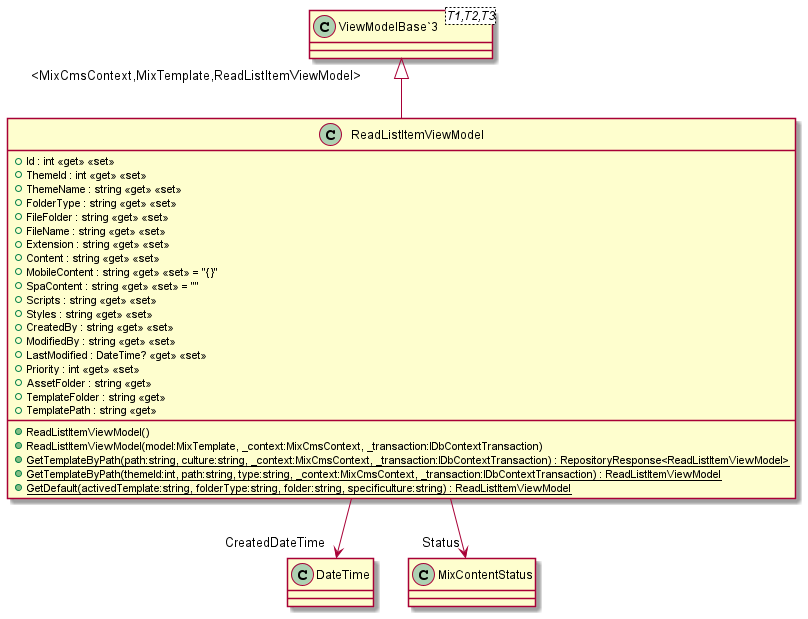 T1,T2,T3
C ViewModelBase`3
<MixCmsContext,MixTemplate,ReadListItemViewModel>
C ReadListItemViewModel
Id : int «get» «set»
ThemeId : int «get» «set»
ThemeName : string «get» «set»
FolderType : string «get» «set»
FileFolder : string «get» «set»
FileName : string «get» «set»
Extension : string «get» «set»
Content : string «get» «set»
MobileContent : string «get» «set» = "{}"
SpaContent : string «get» «set» = ""
Scripts : string «get» «set»
Styles : string «get» «set»
CreatedBy : string «get» «set»
ModifiedBy : string «get» «set»
LastModified : DateTime? «get» «set»
Priority : int «get» «set»
AssetFolder : string «get»
TemplateFolder : string «get»
TemplatePath : string «get»
ReadListItemViewModel()
ReadListItemViewModel(model:MixTemplate, _context:MixCmsContext, _transaction:IDbContextTransaction)
GetTemplateByPath(path:string, culture:string, _context:MixCmsContext, _transaction:IDbContextTransaction) : RepositoryResponse<ReadListItemViewModel>
GetTemplateByPath(themeId:int, path:string, type:string, _context:MixCmsContext, _transaction:IDbContextTransaction) : ReadListItemViewModel
GetDefault(activedTemplate:string, folderType:string, folder:string, specificulture:string) : ReadListItemViewModel
CreatedDateTime
Status
C DateTime
C MixContentStatus